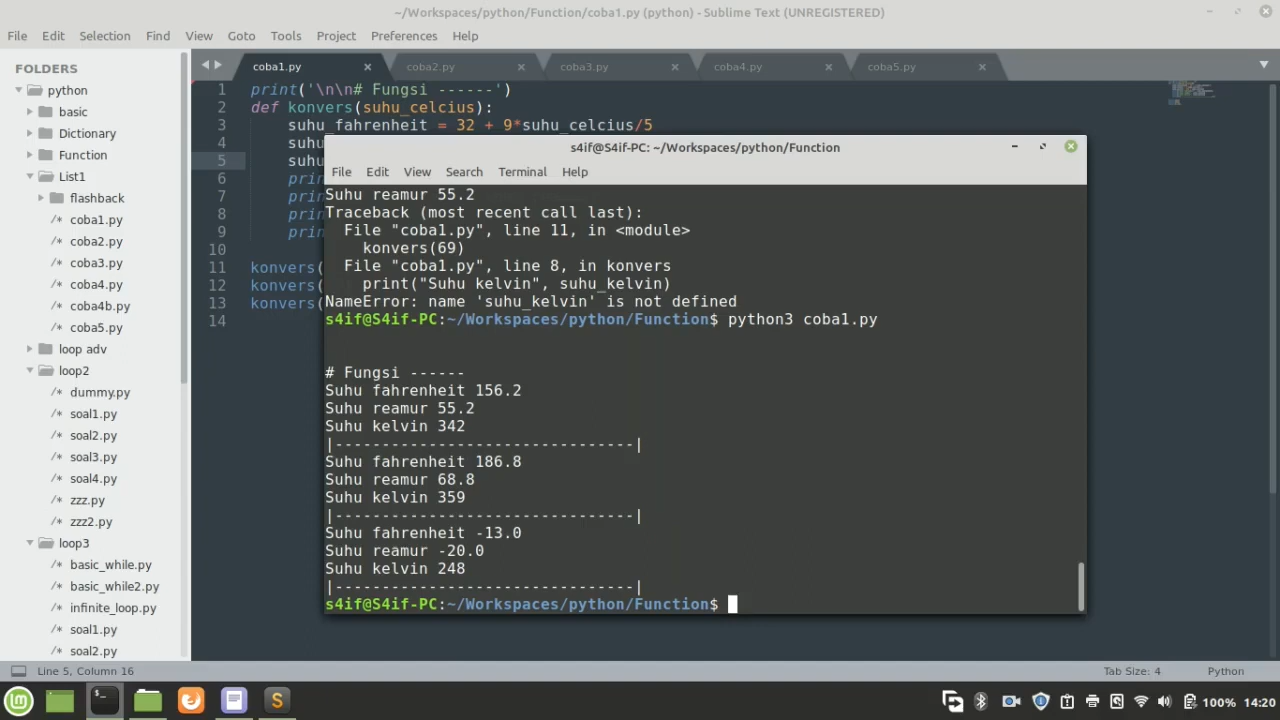 ~/Workspaces/python/Function/coba1.py (python) - Sublime Text (UNREGISTERED)
File Edit Selection Find View Goto Tools Project Preferences Help
FOLDERS
python
basic
Dictionary
Function
List1
flashback
/* coba1.py
/* coba2.py
/* coba3.py
/* coba4.py
/* coba4b.py
/* coba5.py
loop adv
loop2
/* dummy.py
/* soal1.py
/* soal2.py
/* soal3.py
/* soal4.py
/* zzz.py
/* zzz2.py
loop3
/* basic_while.py
/* basic_while2.py
/* infinite_loop.py
/* soal1.py
/* soal2.py
coba1.py coba2.py coba3.py coba4.py coba5.py
1 print('\n\n# Fungsi ------')
2 def konvers(suhu_celcius):
3 suhu_fahrenheit = 32 + 9*suhu_celcius/5
4 suhu
5 suhu
6 prin
7 prin
8 prin
9 prin
10
11 konvers(
12 konvers(
13 konvers(
14
s4if@S4if-PC: ~/Workspaces/python/Function
File Edit View Search Terminal Help
Suhu reamur 55.2
Traceback (most recent call last):
File "coba1.py", line 11, in <module>
konvers(69)
File "coba1.py", line 8, in konvers
print("Suhu kelvin", suhu_kelvin)
NameError: name 'suhu_kelvin' is not defined
s4if@S4if-PC:~/Workspaces/python/Function$ python3 coba1.py
# Fungsi ------
Suhu fahrenheit 156.2
Suhu reamur 55.2
Suhu kelvin 342
|--------------------------------|
Suhu fahrenheit 186.8
Suhu reamur 68.8
Suhu kelvin 359
|--------------------------------|
Suhu fahrenheit -13.0
Suhu reamur -20.0
Suhu kelvin 248
|--------------------------------|
s4if@S4if-PC:~/Workspaces/python/Function$
Line 5, Column 16 Tab Size: 4 Python
100% 14:20